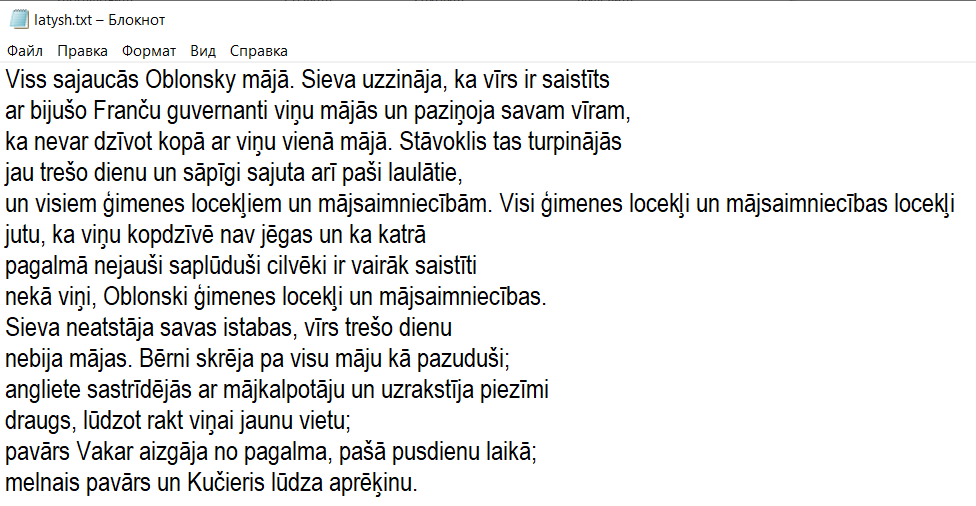 latysh.txt – Блокнот
Файл Правка Формат Вид Справка
Viss sajaucās Oblonsky mājā. Sieva uzzināja, ka vīrs ir saistīts
ar bijušo Franču guvernanti viņu mājās un paziņoja savam vīram,
ka nevar dzīvot kopā ar viņu vienā mājā. Stāvoklis tas turpinājās
jau trešo dienu un sāpīgi sajuta arī paši laulātie,
un visiem ģimenes locekļiem un mājsaimniecībām. Visi ģimenes locekļi un mājsaimniecības locekļi
jutu, ka viņu kopdzīvē nav jēgas un ka katrā
pagalmā nejauši saplūduši cilvēki ir vairāk saistīti
nekā viņi, Oblonski ģimenes locekļi un mājsaimniecības.
Sieva neatstāja savas istabas, vīrs trešo dienu
nebija mājas. Bērni skrēja pa visu māju kā pazuduši;
angliete sastrīdējās ar mājkalpotāju un uzrakstīja piezīmi
draugs, lūdzot rakt viņai jaunu vietu;
pavārs Vakar aizgāja no pagalma, pašā pusdienu laikā;
melnais pavārs un Kučieris lūdza aprēķinu.